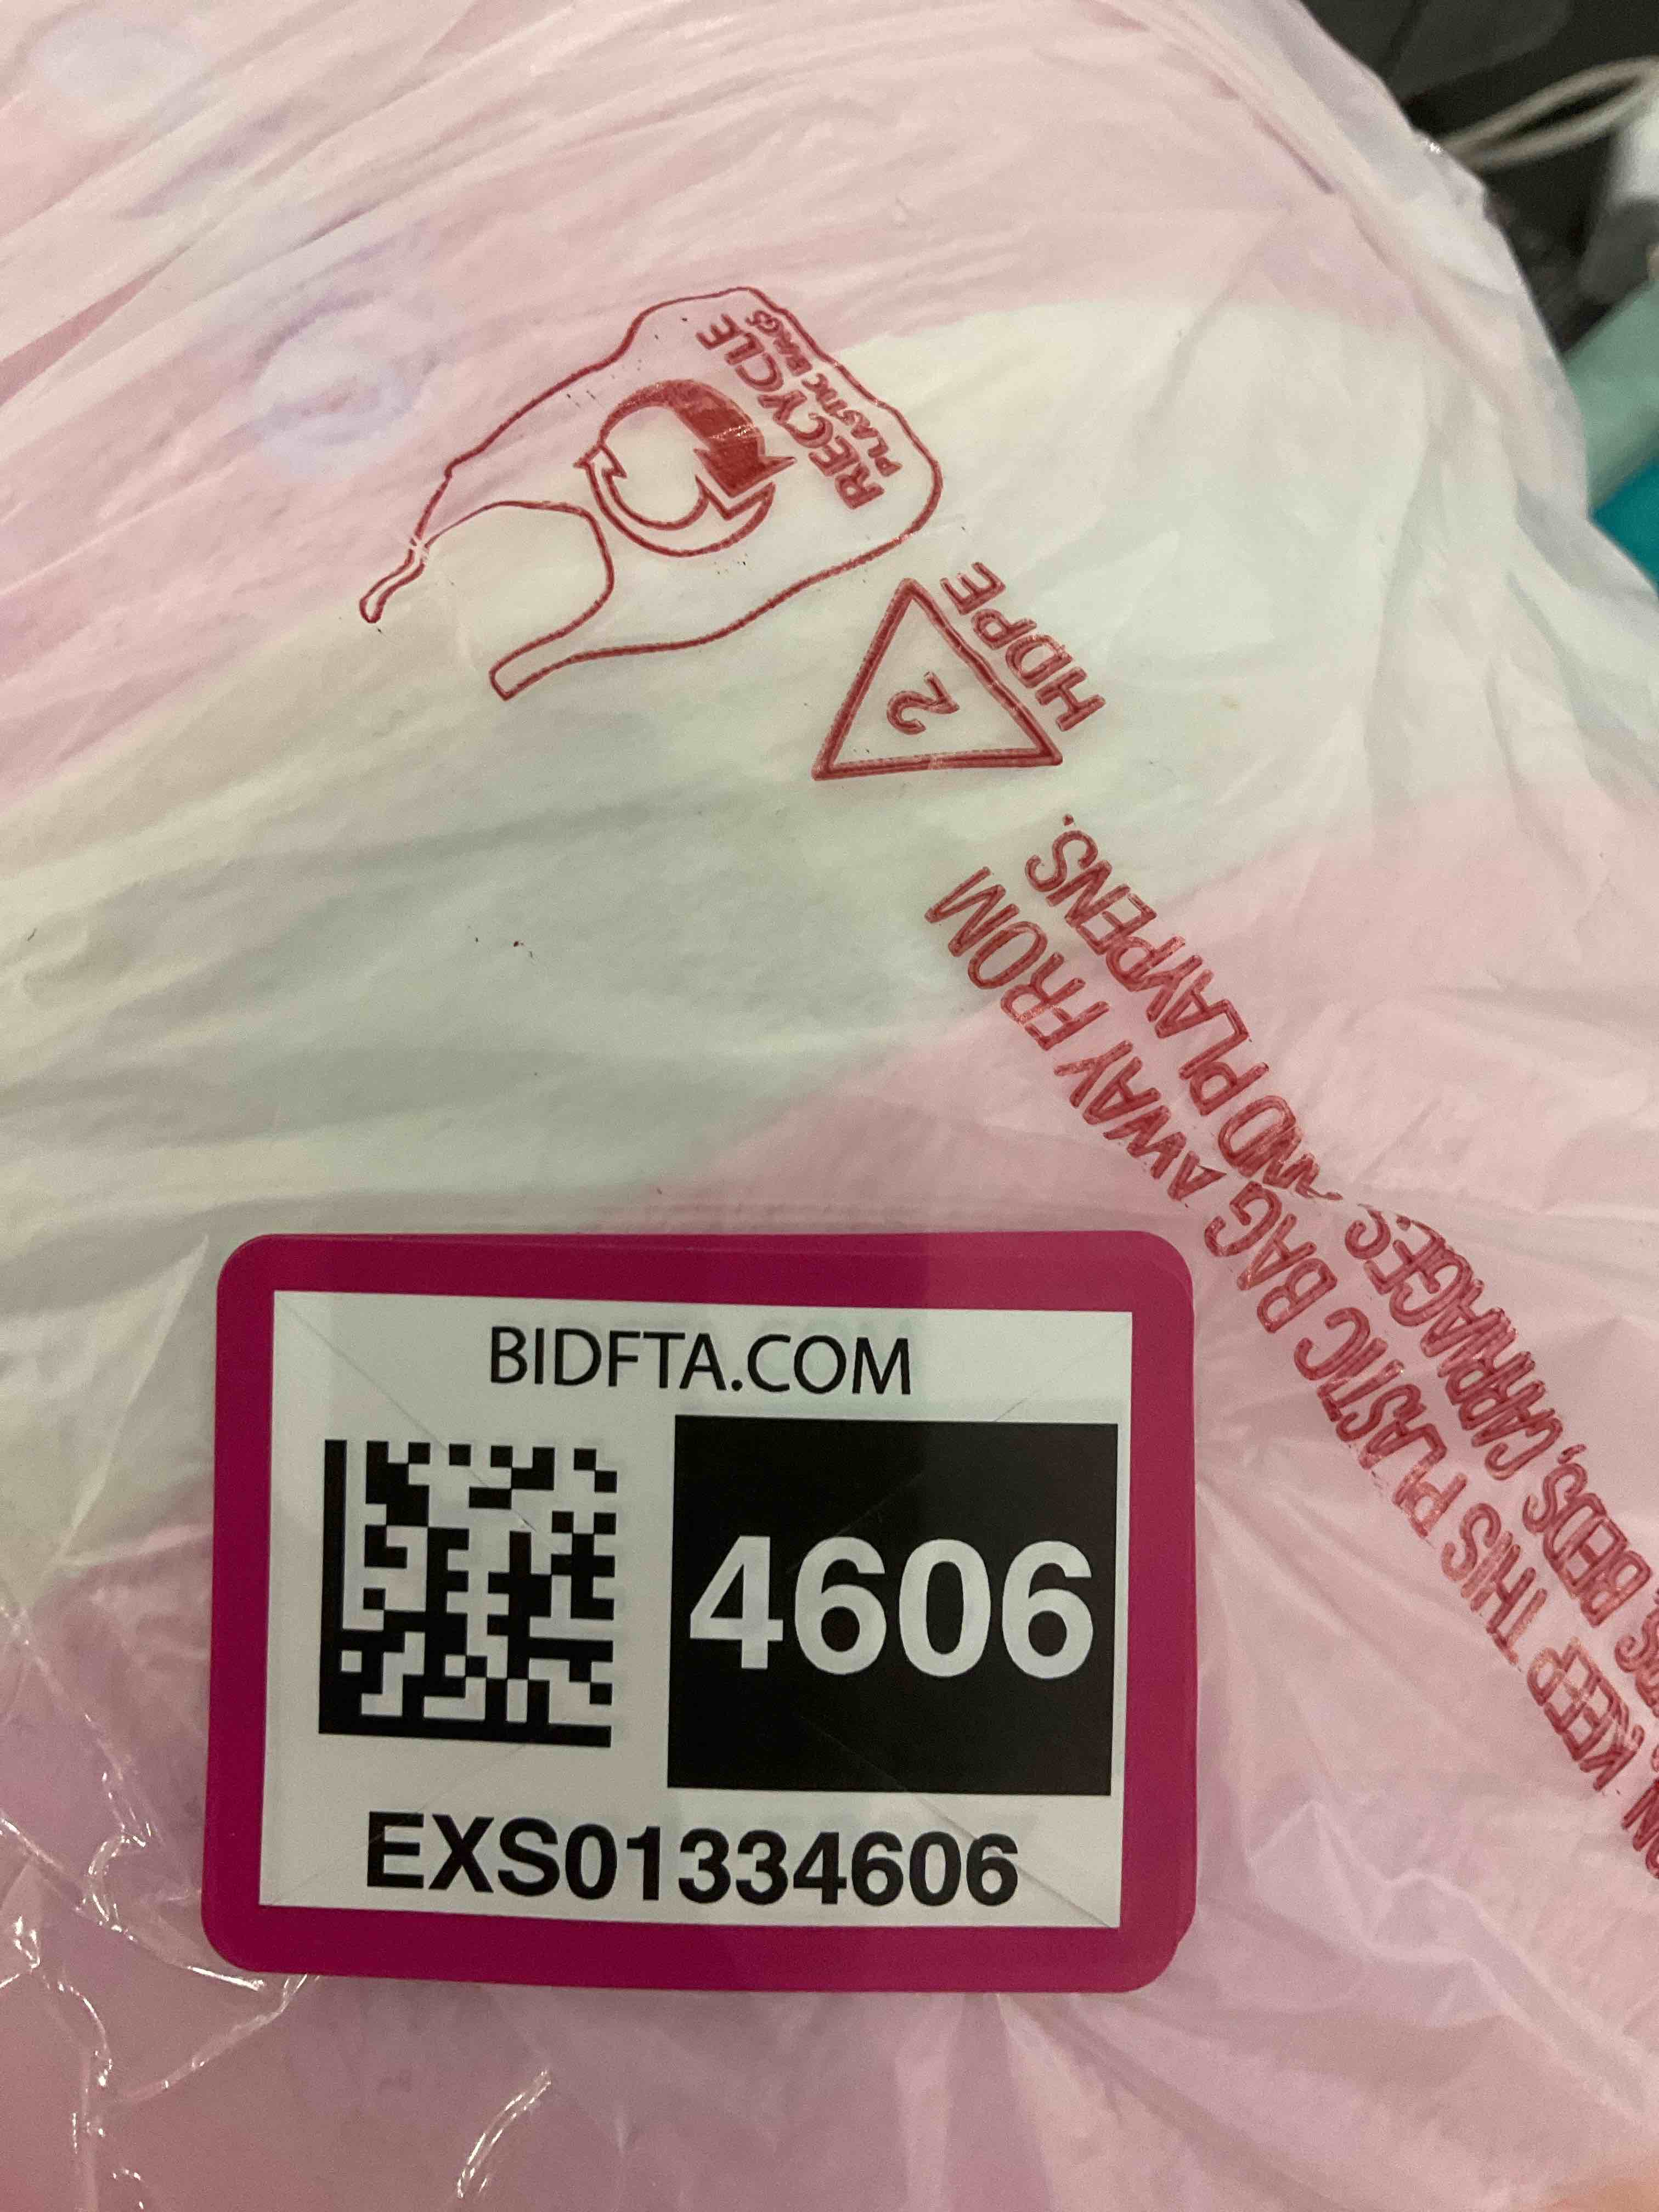 RECYCLE
PLASTIC BAGS
2
HDPE
KEEP THIS PLASTIC BAG AWAY FROM
BEDS, CARRIAGES AND PLAYPENS.
BIDFTA.COM
4606
EXS01334606